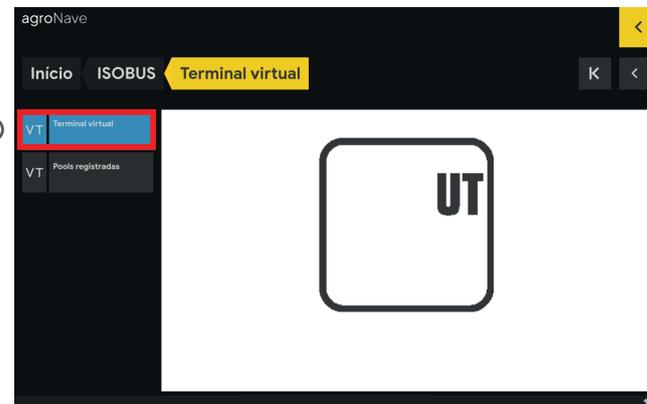 agroNave
Início ISOBUS Terminal virtual K
VT Terminal virtual
VT Pools registradas
UT